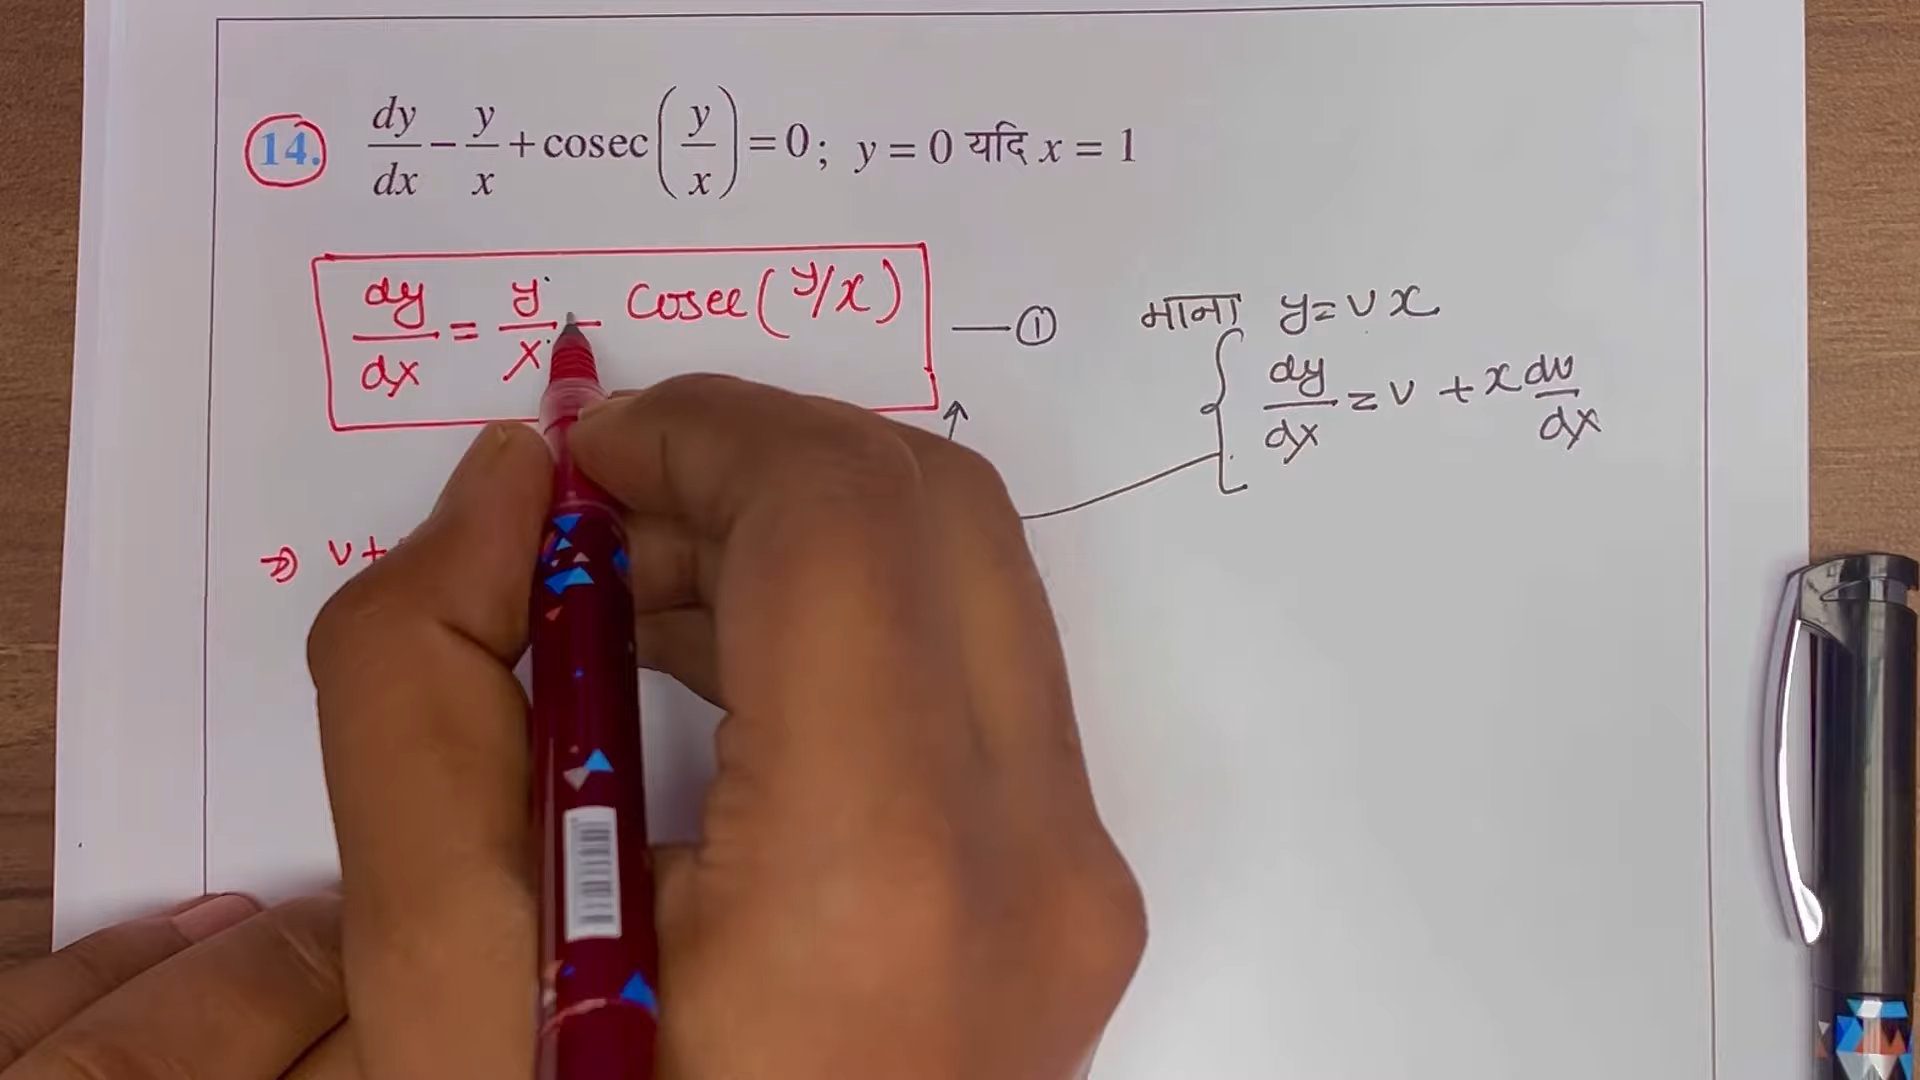 14. dy/dx - y/x + cosec(y/x) = 0; y = 0 यदि x = 1
dy/dx = y/x - Cosec(y/x) — ①
माना y = vx
dy/dx = v + x dv/dx
⇒ v +